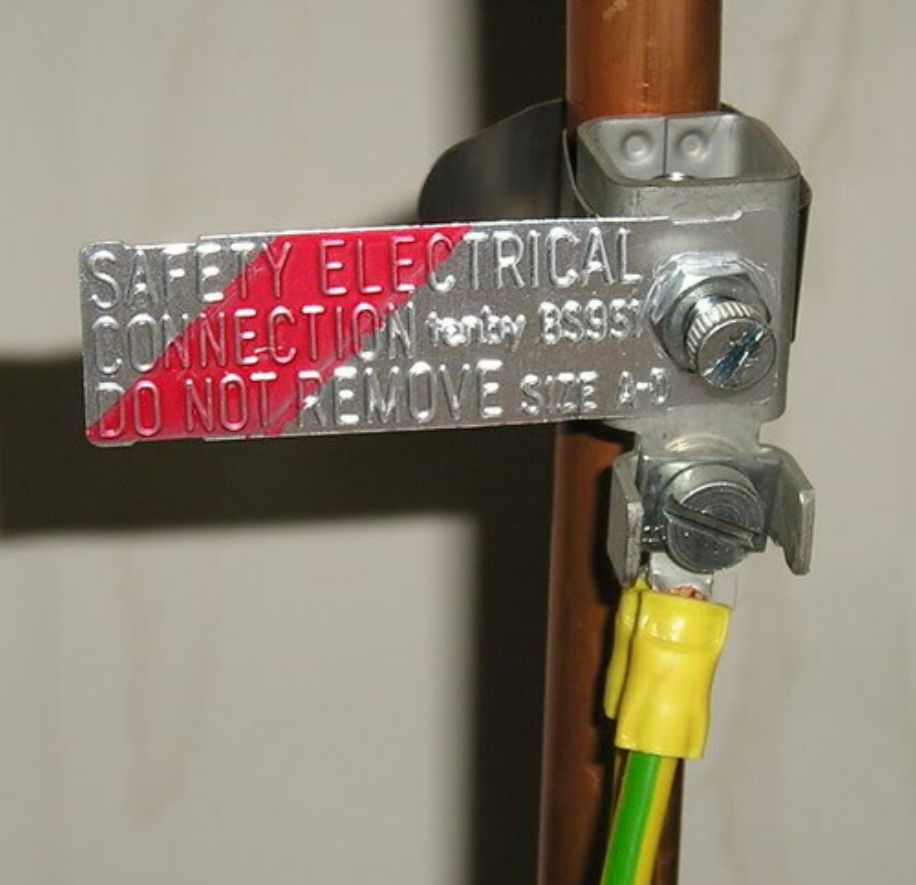 SAFETY ELECTRICAL
CONNECTION tenby BS951
DO NOT REMOVE SIZE A-D